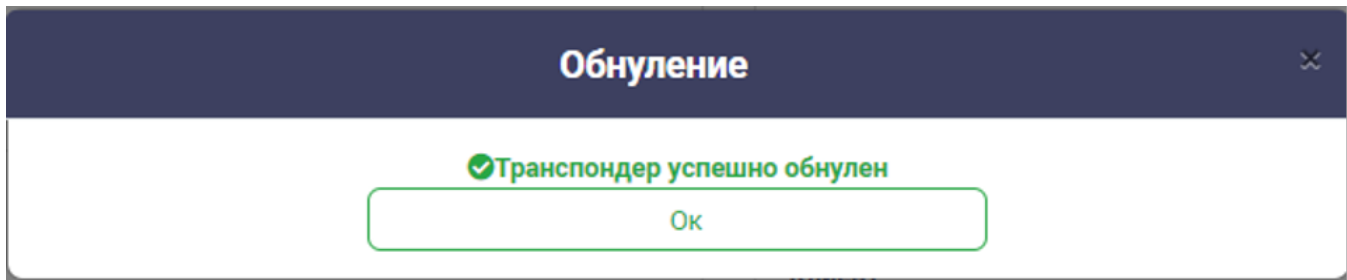 Обнуление
Транспондер успешно обнулен
Ок